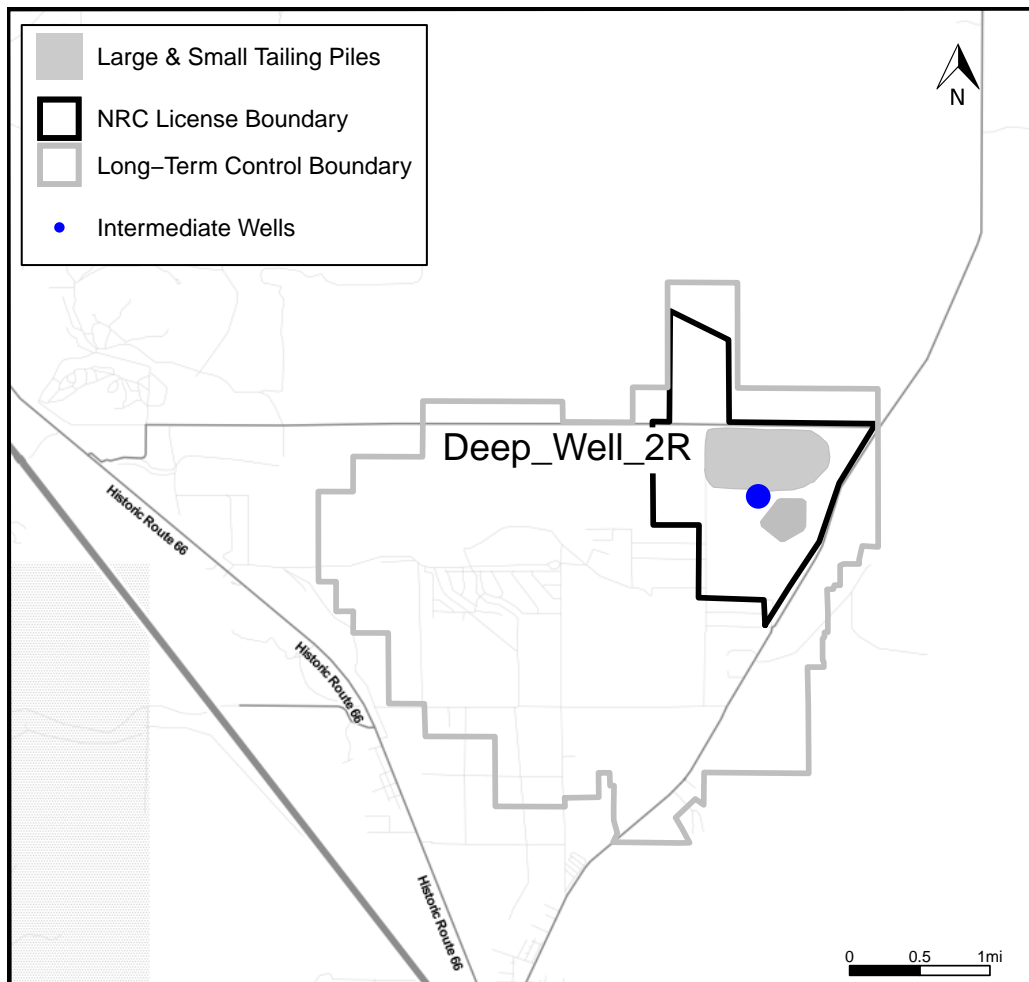 Large & Small Tailing Piles
NRC License Boundary
Long−Term Control Boundary
Intermediate Wells
N
Deep_Well_2R
Historic Route 66
Historic Route 66
Historic Route 66
0 0.5 1mi